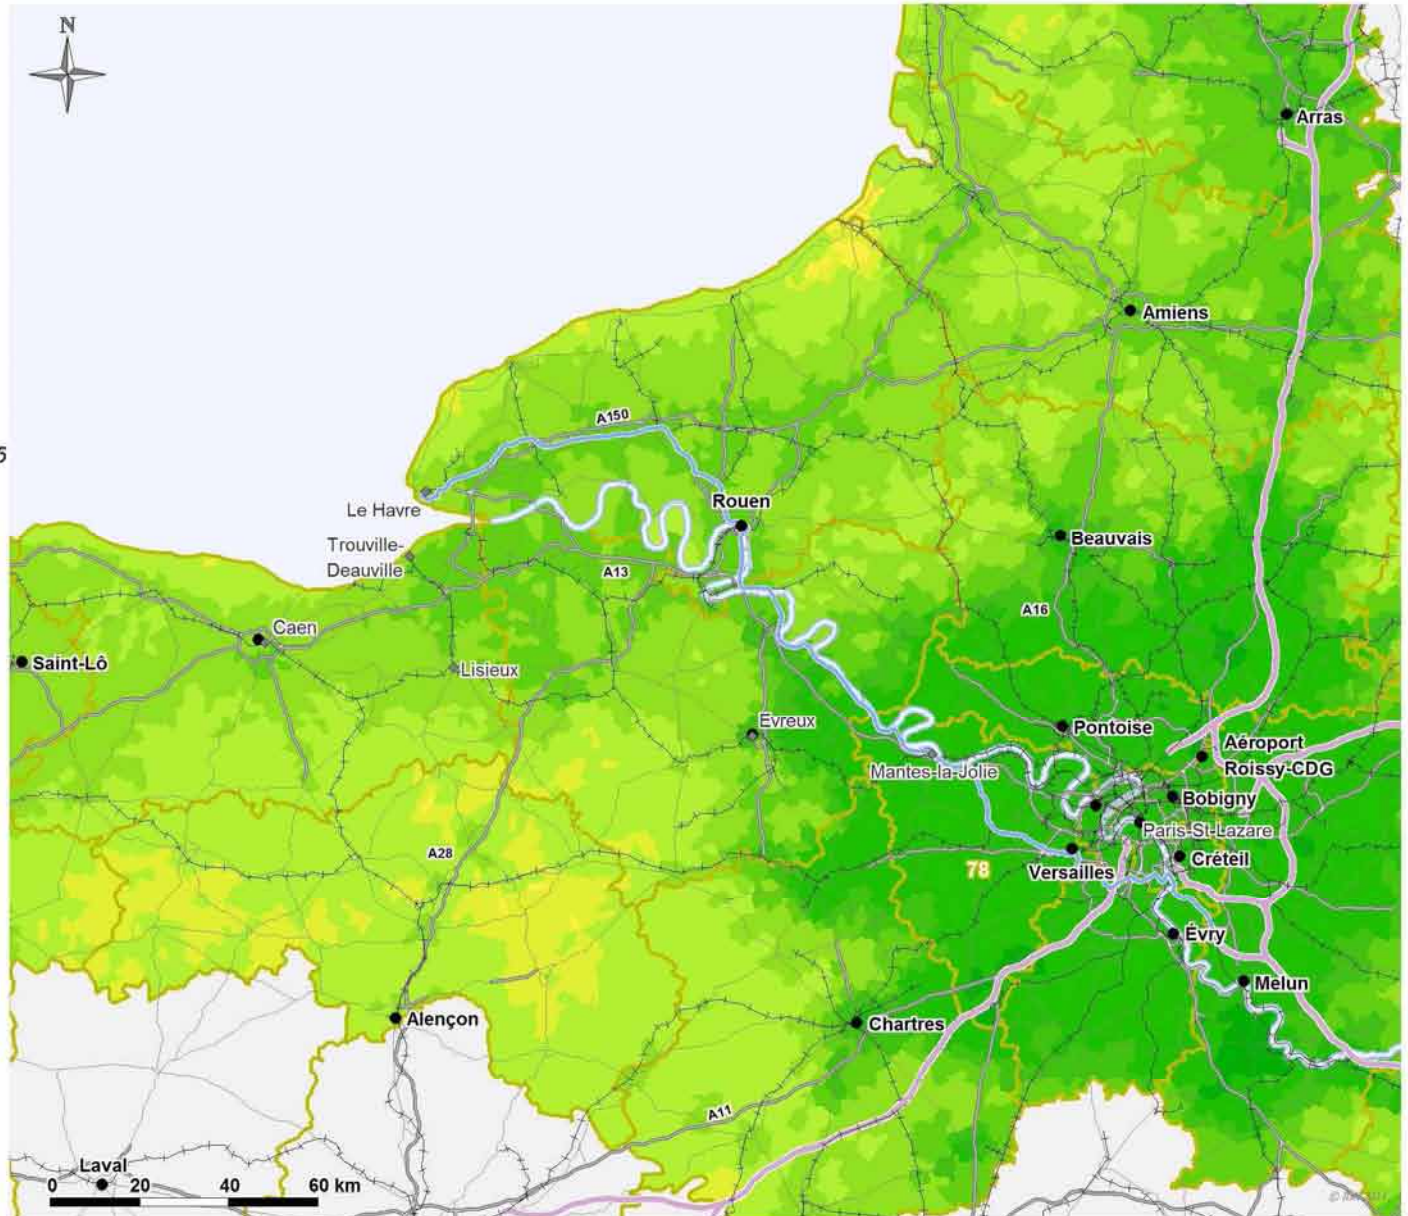 N
Arras
Amiens
A150
6
Le Havre
Rouen
Trouville-
Deauville
A13
Beauvais
A16
Caen
Saint-Lô
Lisieux
Evreux
Pontoise
Aéroport
Roissy-CDG
Mantes-la-Jolie
Bobigny
Paris-St-Lazare
A28
78
Versailles
Créteil
Évry
Melun
Alençon
Chartres
A11
Laval
0 20 40 60 km